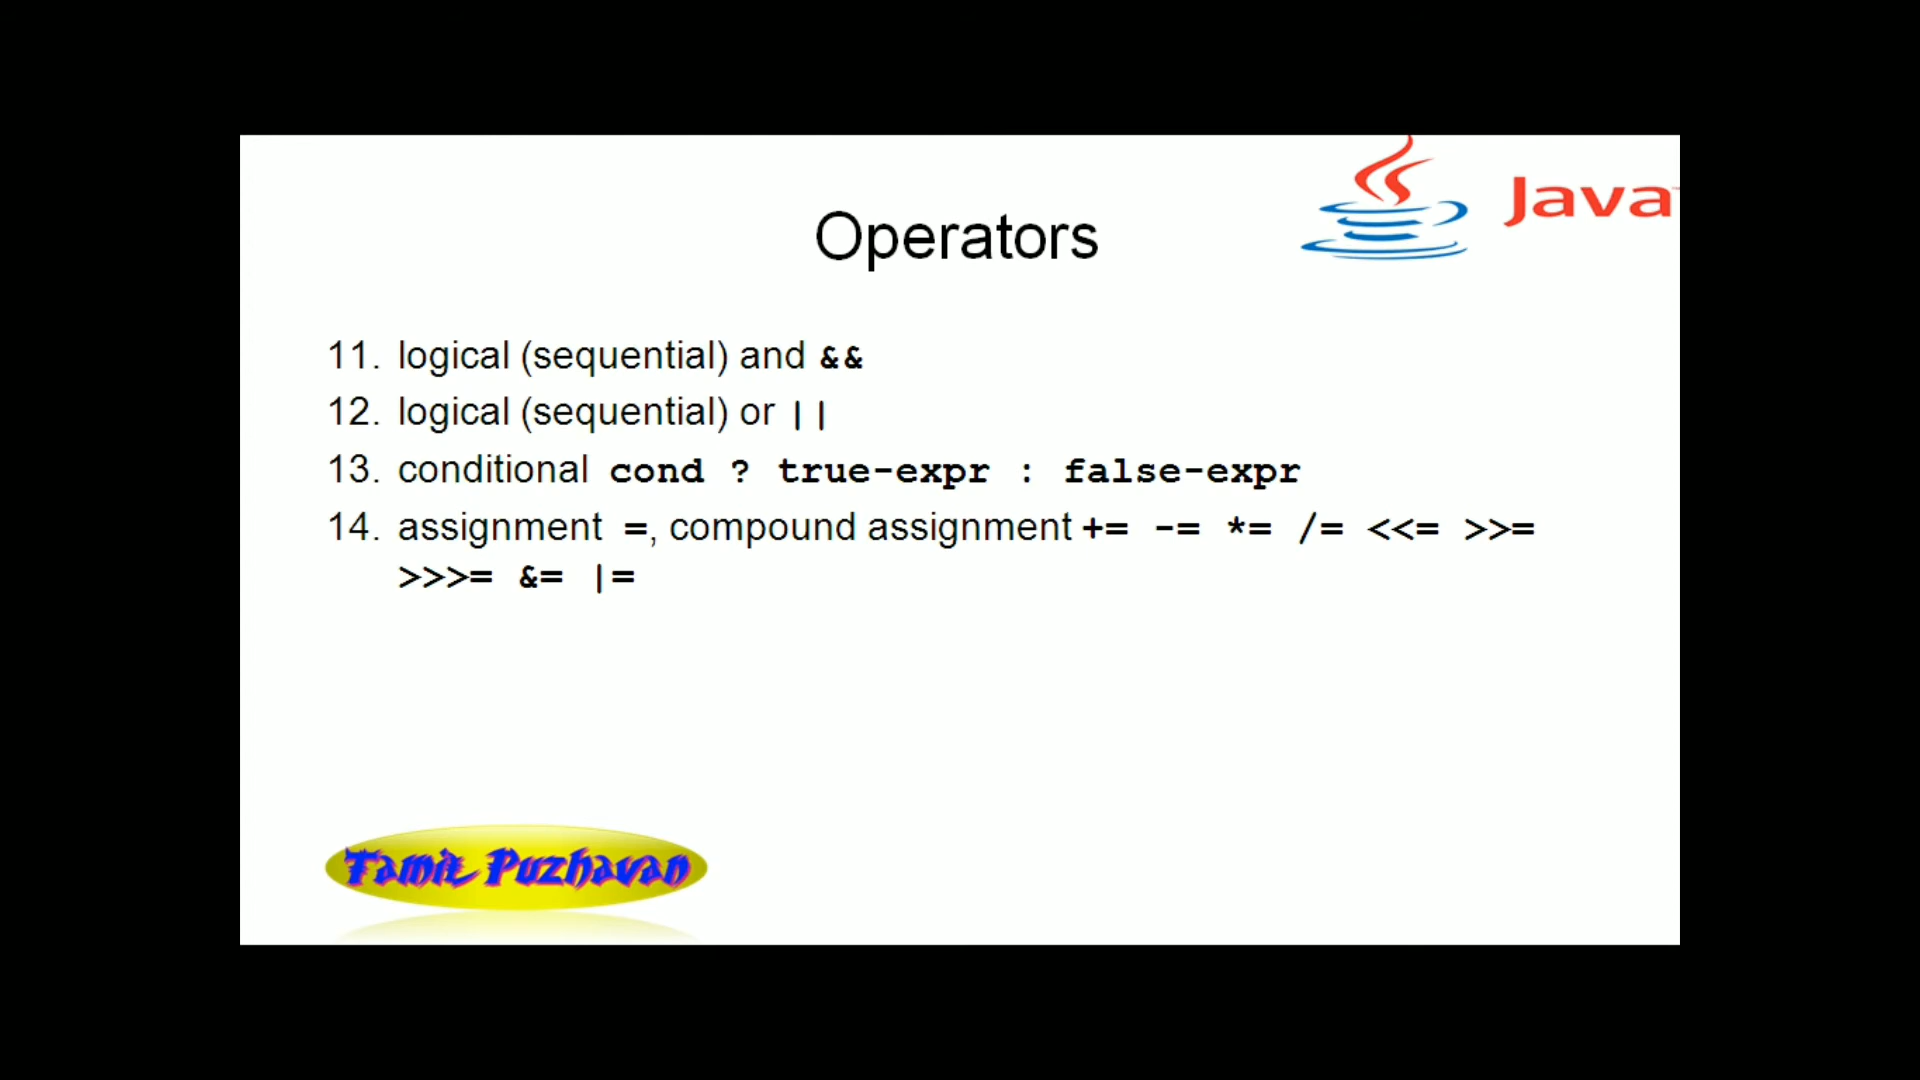 Java
Operators
11. logical (sequential) and &&
12. logical (sequential) or ||
13. conditional cond ? true-expr : false-expr
14. assignment =, compound assignment += -= *= /= <<= >>=
>>>= &= |=
Tamil Puzhavan